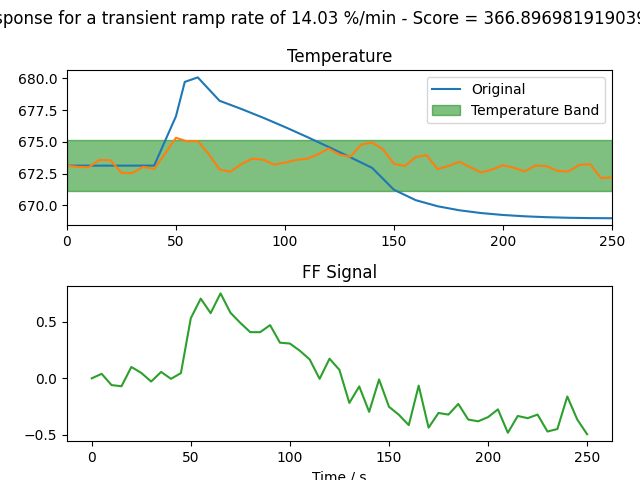 sponse for a transient ramp rate of 14.03 %/min - Score = 366.896981919039
Temperature
680.0
677.5
675.0
672.5
670.0
Original
Temperature Band
0 50 100 150 200 250
FF Signal
0.5
0.0
−0.5
0 50 100 150 200 250
Time / s